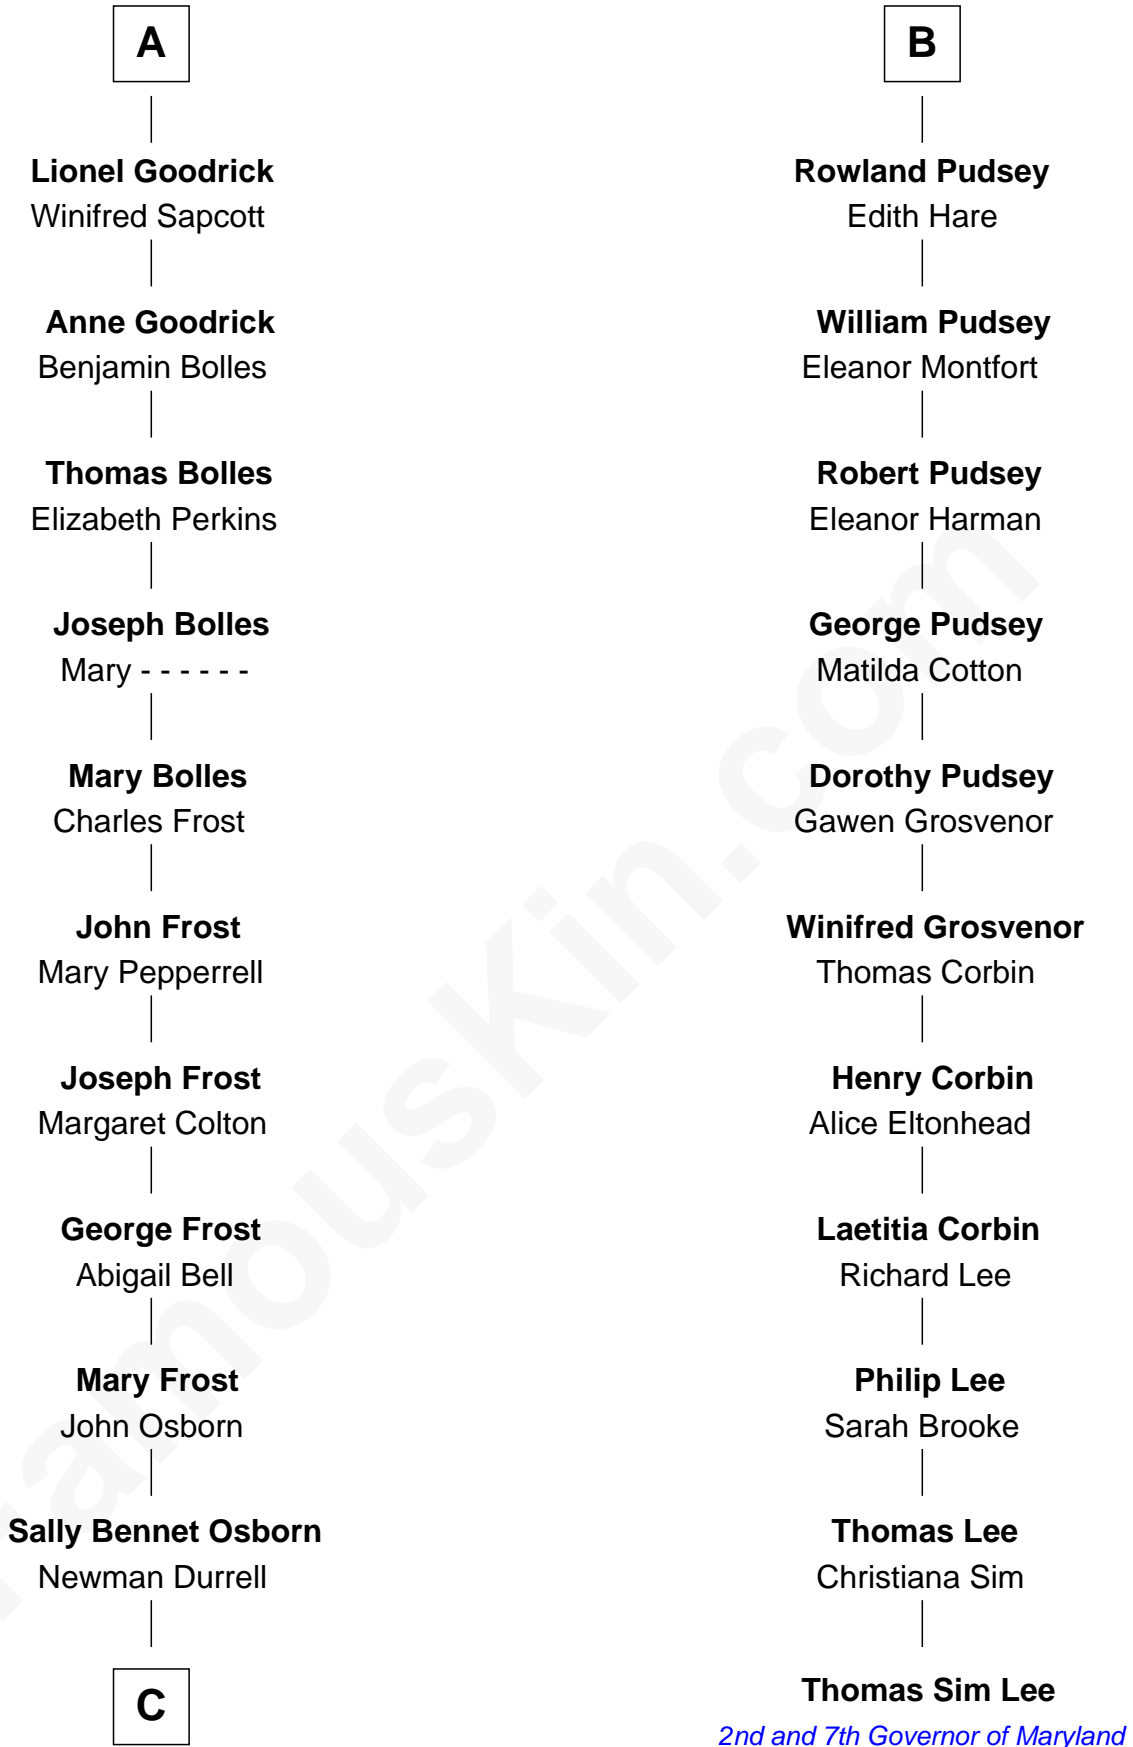 A
Lionel Goodrick
Winifred Sapcott
Anne Goodrick
Benjamin Bolles
Thomas Bolles
Elizabeth Perkins
Joseph Bolles
Mary - - - - - -
Mary Bolles
Charles Frost
John Frost
Mary Pepperrell
Joseph Frost
Margaret Colton
George Frost
Abigail Bell
Mary Frost
John Osborn
Sally Bennet Osborn
Newman Durrell
C
B
Rowland Pudsey
Edith Hare
William Pudsey
Eleanor Montfort
Robert Pudsey
Eleanor Harman
George Pudsey
Matilda Cotton
Dorothy Pudsey
Gawen Grosvenor
Winifred Grosvenor
Thomas Corbin
Henry Corbin
Alice Eltonhead
Laetitia Corbin
Richard Lee
Philip Lee
Sarah Brooke
Thomas Lee
Christiana Sim
Thomas Sim Lee
2nd and 7th Governor of Maryland
FamousKin.com